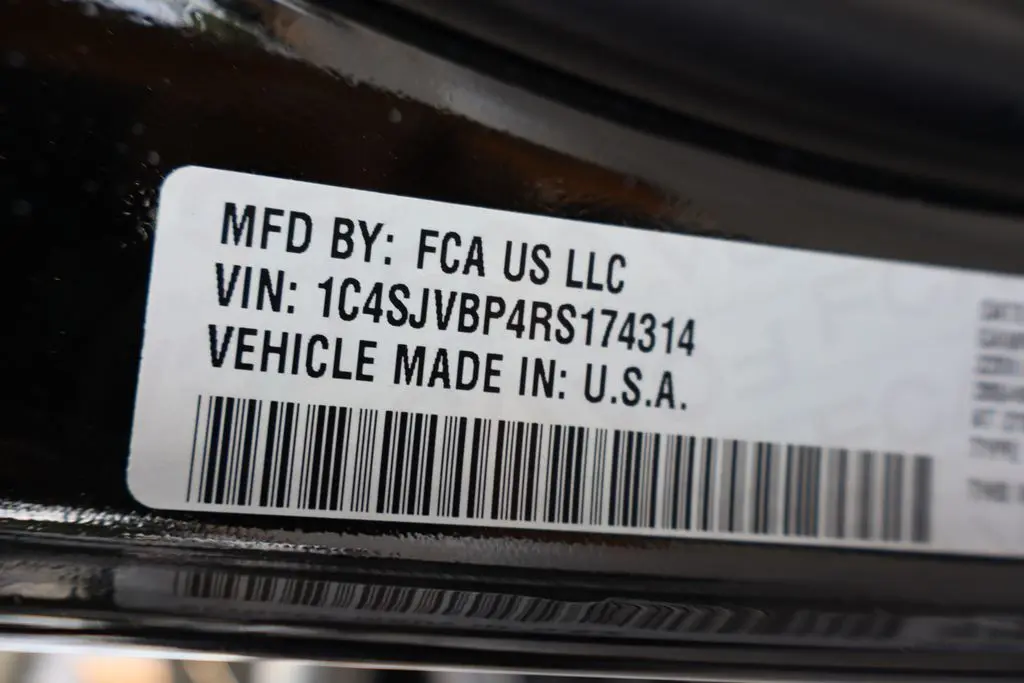 MFD BY: FCA US LLC
VIN: 1C4SJVBP4RS174314
VEHICLE MADE IN: U.S.A.